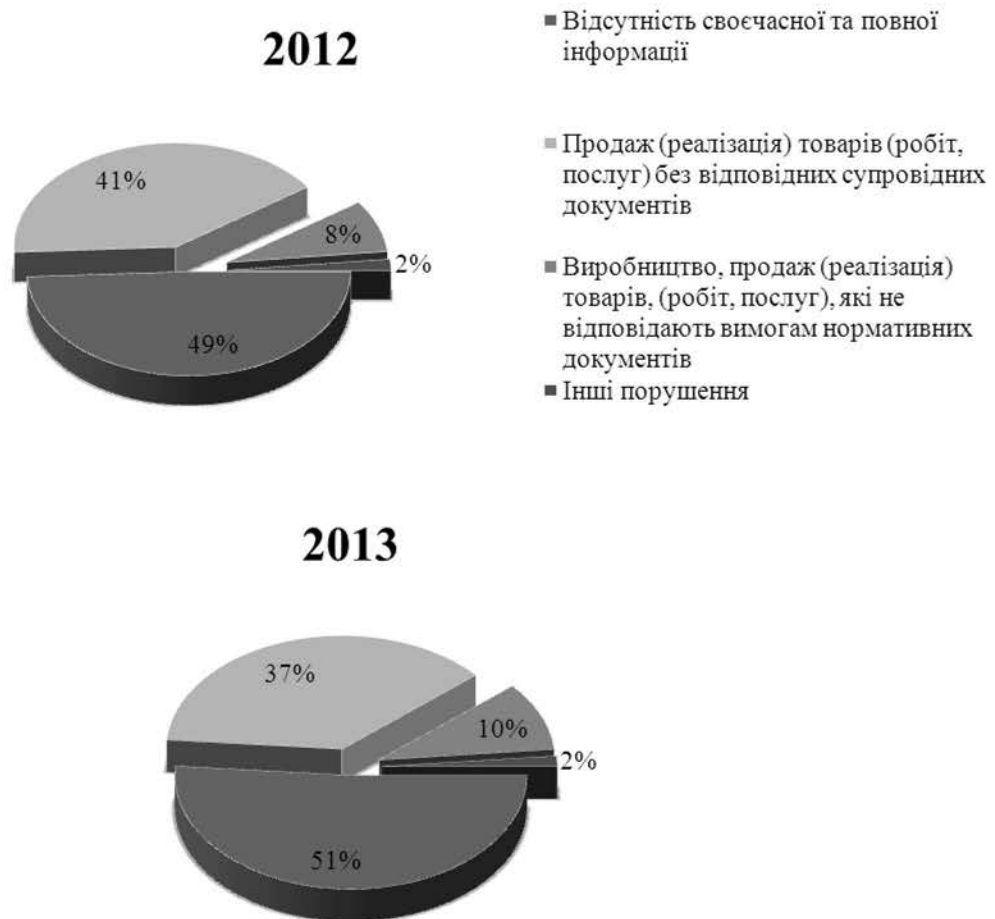 2012
41%
8%
2%
49%
Відсутність своєчасної та повної
інформації
Продаж (реалізація) товарів (робіт,
послуг) без відповідних супровідних
документів
Виробництво, продаж (реалізація)
товарів, (робіт, послуг), які не
відповідають вимогам нормативних
документів
Інші порушення
2013
37%
10%
2%
51%